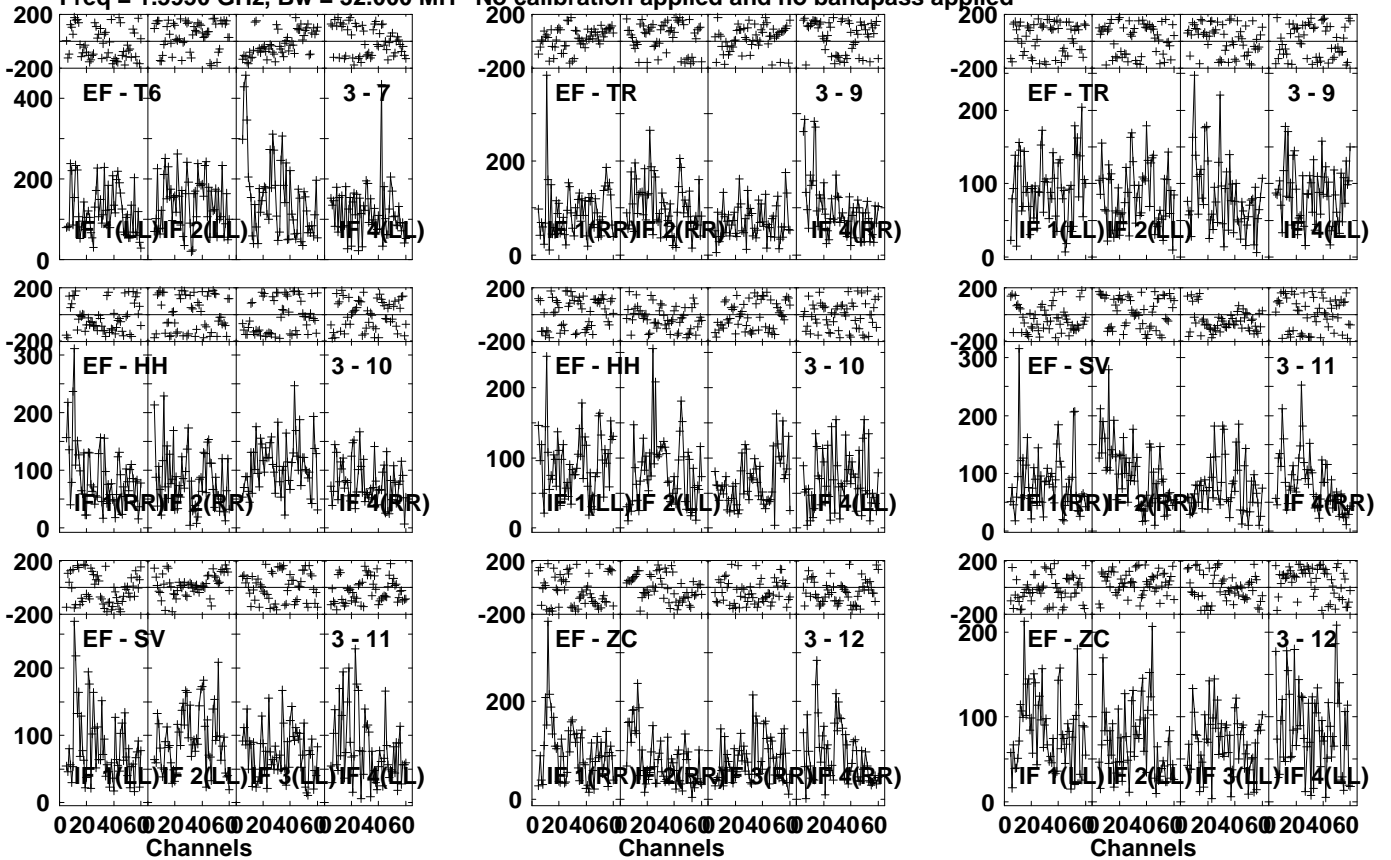 Freq = GHz, Bw = 32.000 MH No calibration applied and no bandpass applied
-200
400
EF - T6 3 - 7
200
IF 1(LL) IF 2(LL) IF 4(LL)
0
-200
EF - TR 3 - 9
200
IF 1(RR) IF 2(RR) IF 4(RR)
0
-200
EF - TR 3 - 9
200
100
IF 1(LL) IF 2(LL) IF 4(LL)
0
200
-200
300
EF - HH 3 - 10
200
100
IF 1(RR) IF 2(RR) IF 4(RR)
0
200
-200
EF - HH 3 - 10
200
100
IF 1(LL) IF 2(LL) IF 4(LL)
0
200
-200
300
EF - SV 3 - 11
200
100
IF 1(RR) IF 2(RR) IF 4(RR)
0
200
-200
EF - SV 3 - 11
200
100
IF 1(LL) IF 2(LL) IF 3(LL) IF 4(LL)
0
0 20 40 60 0 20 40 60 0 20 40 60 0 20 40 60
Channels
200
-200
EF - ZC 3 - 12
200
IF 1(RR) IF 2(RR) IF 3(RR) IF 4(RR)
0
0 20 40 60 0 20 40 60 0 20 40 60 0 20 40 60
Channels
200
-200
200
EF - ZC 3 - 12
100
IF 1(LL) IF 2(LL) IF 3(LL) IF 4(LL)
0
0 20 40 60 0 20 40 60 0 20 40 60 0 20 40 60
Channels